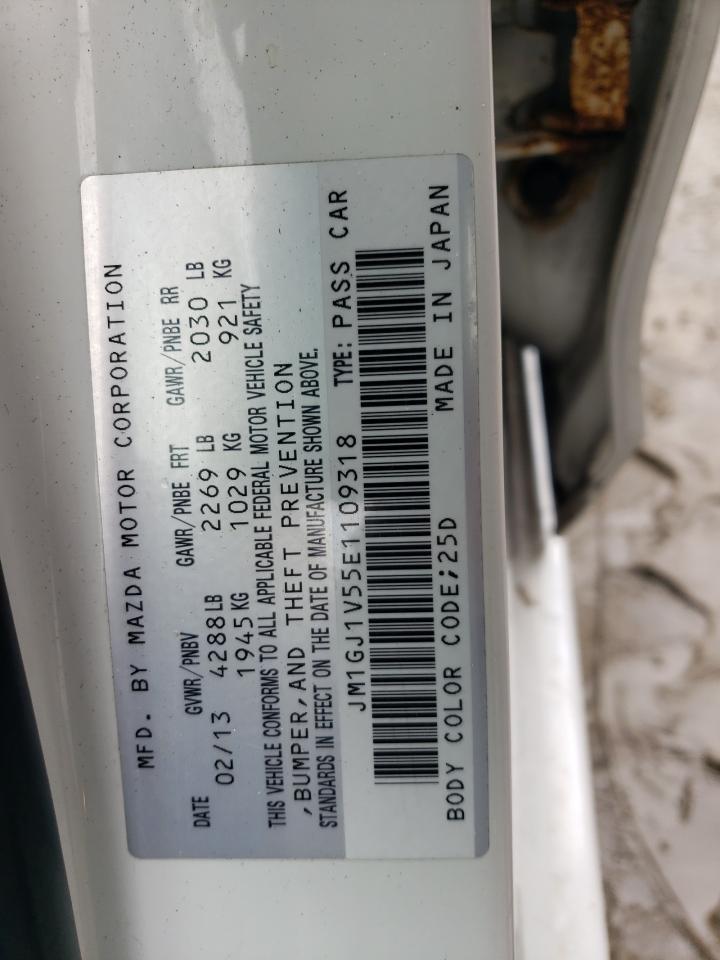 MFD. BY MAZDA MOTOR CORPORATION
DATE GVWR/PNBV GAWR/PNBE FRT GAWR/PNBE RR
02/13 4288LB 2269 LB 2030 LB
1945KG 1029 KG 921 KG
THIS VEHICLE CONFORMS TO ALL APPLICABLE FEDERAL MOTOR VEHICLE SAFETY
,BUMPER,AND THEFT PREVENTION
STANDARDS IN EFFECT ON THE DATE OF MANUFACTURE SHOWN ABOVE.
JM1GJ1V55E1109318 TYPE: PASS CAR
BODY COLOR CODE;25D MADE IN JAPAN